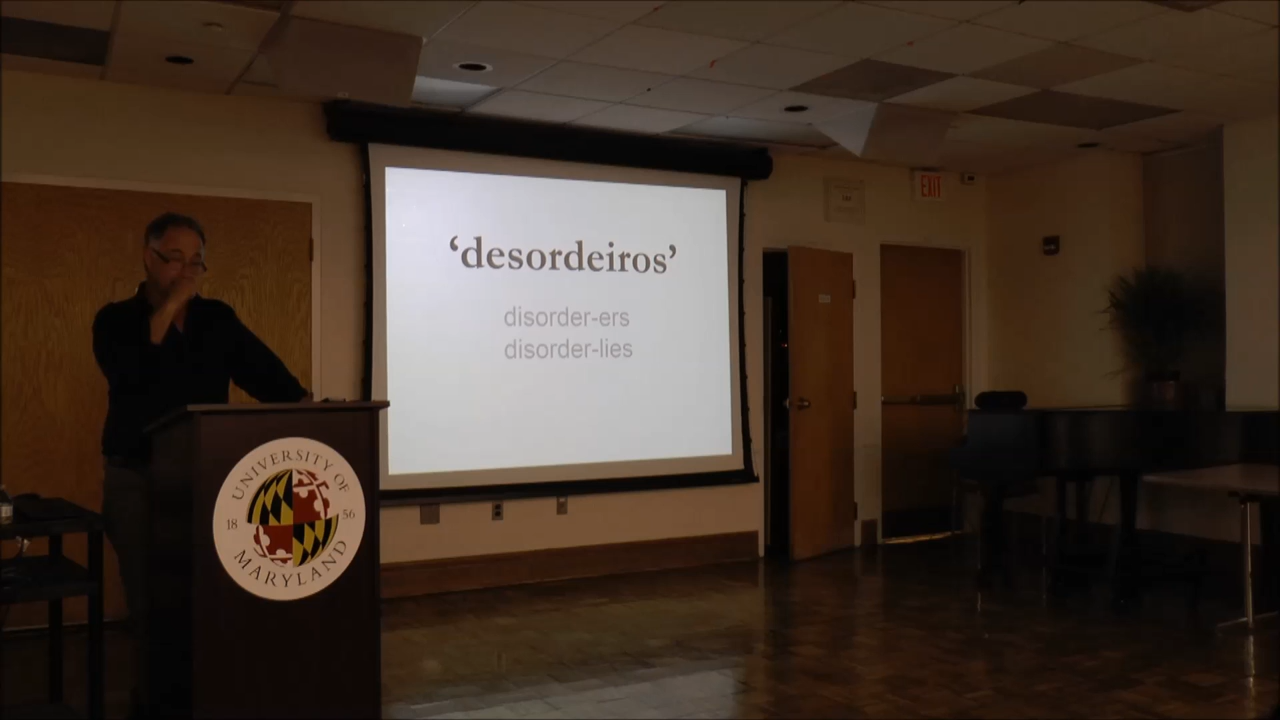 ‘desordeiros’
disorder-ers
disorder-lies
EXIT
UNIVERSITY OF
18 56
MARYLAND